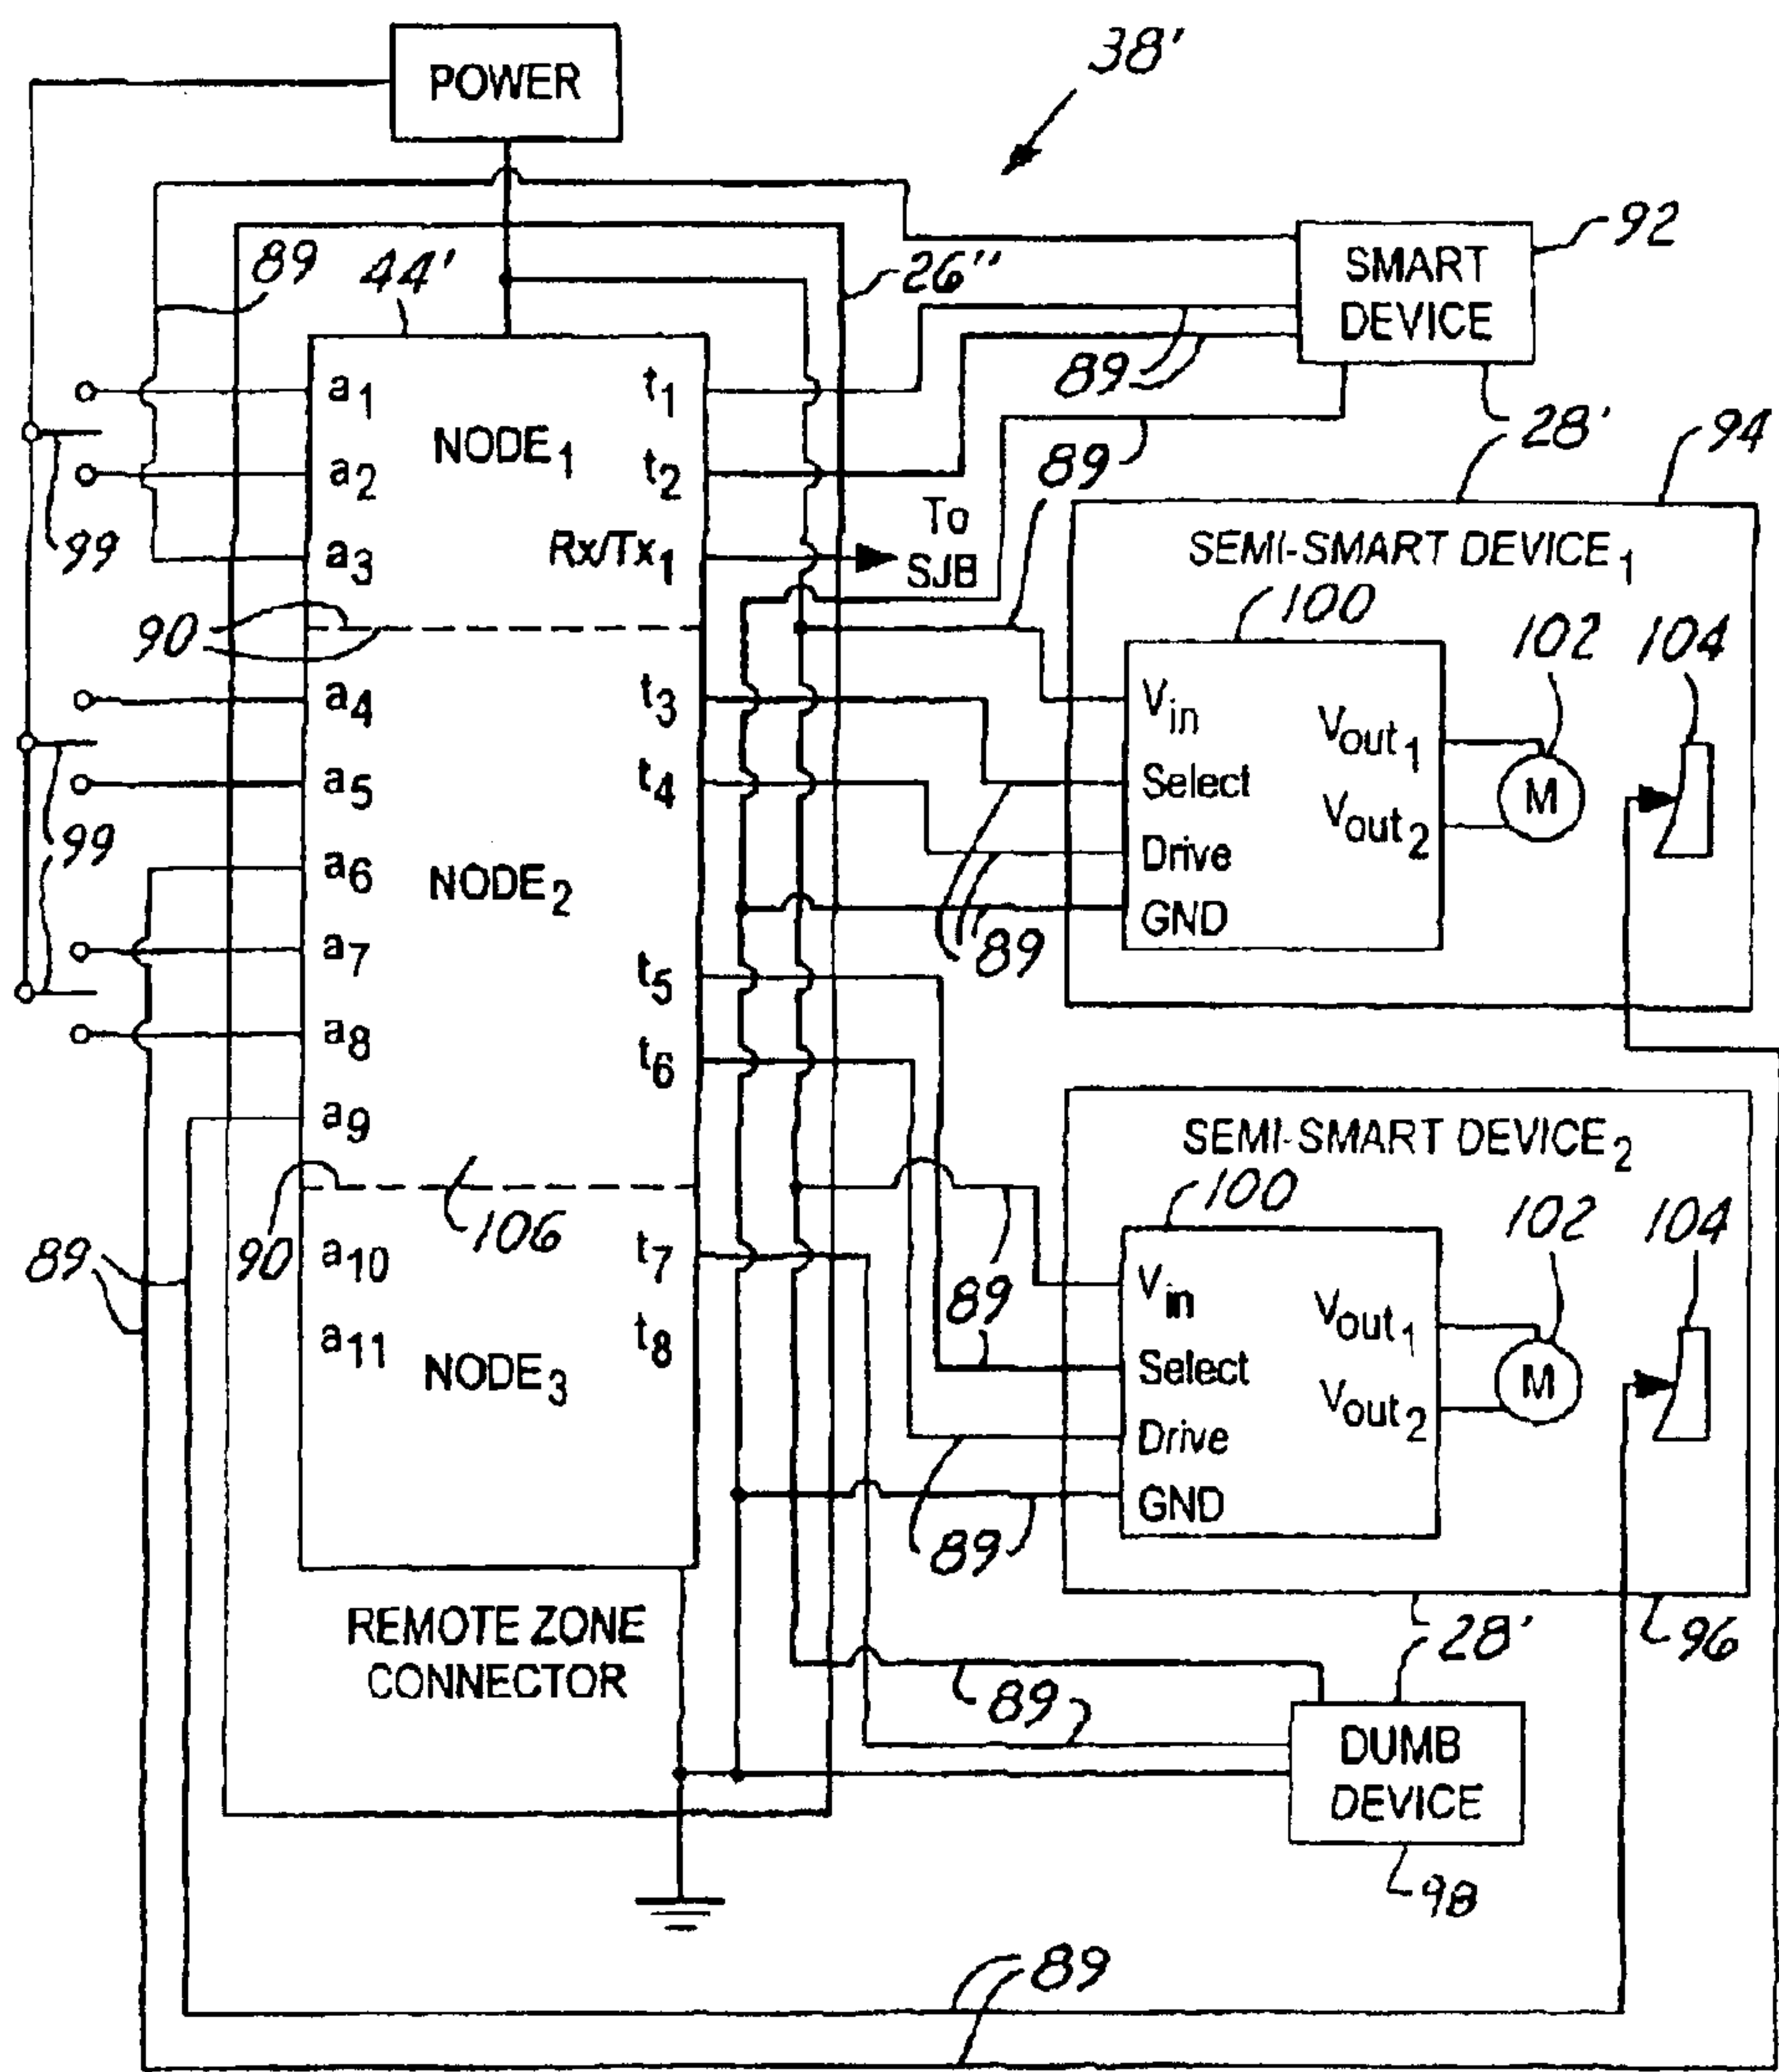 38'
POWER
92
SMART
DEVICE
89
44'
26''
89
28'
94
a1
t1
NODE1
a2
t2
89
To
SJB
99
a3
Rx/Tx1
SEMI-SMART DEVICE1
90
100
102
104
a4
t3
Vin
Vout1
a5
t4
Select
M
99
Vout2
a6
NODE2
Drive
GND
a7
t5
89
a8
t6
a9
SEMI-SMART DEVICE2
100
102
104
90
106
89
a10
t7
89
Vin
Vout1
a11
t8
NODE3
Select
M
Vout2
Drive
GND
89
REMOTE ZONE
CONNECTOR
28'
96
89
DUMB
DEVICE
98
89